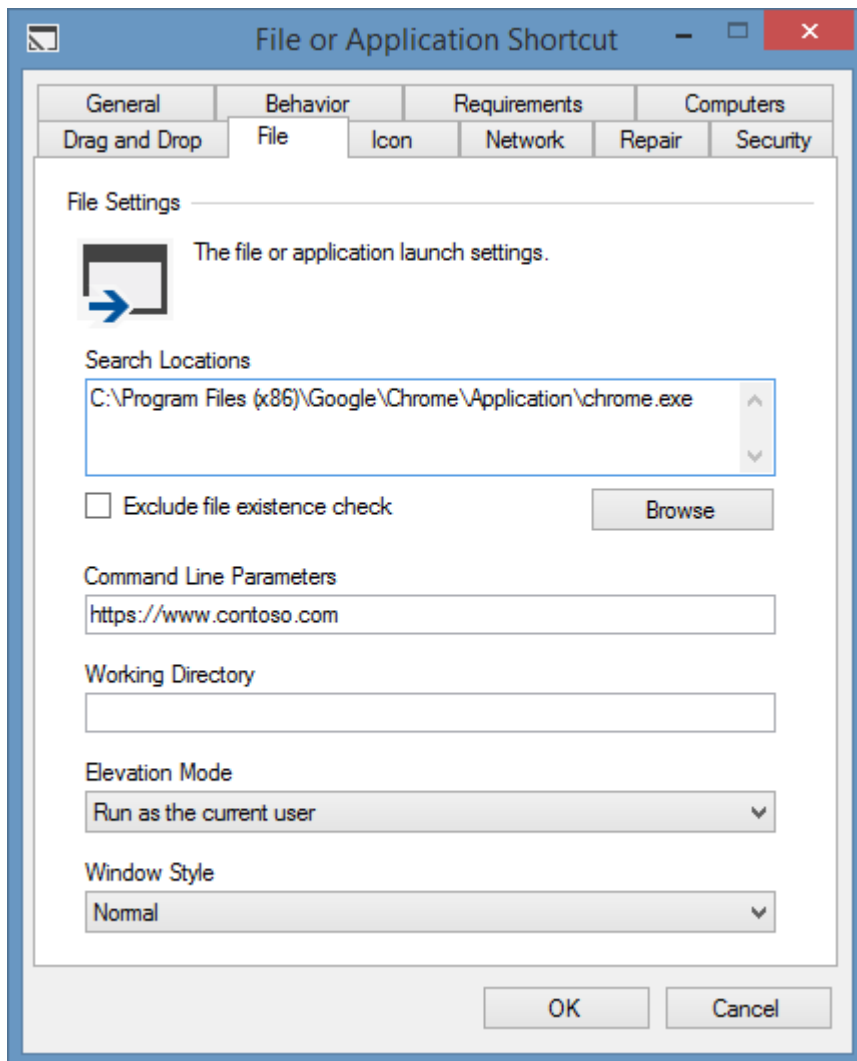 File or Application Shortcut
General Behavior Requirements Computers
Drag and Drop File Icon Network Repair Security
File Settings
The file or application launch settings.
Search Locations
C:\Program Files (x86)\Google\Chrome\Application\chrome.exe
Exclude file existence check
Browse
Command Line Parameters
https://www.contoso.com
Working Directory
Elevation Mode
Run as the current user
Window Style
Normal
OK Cancel